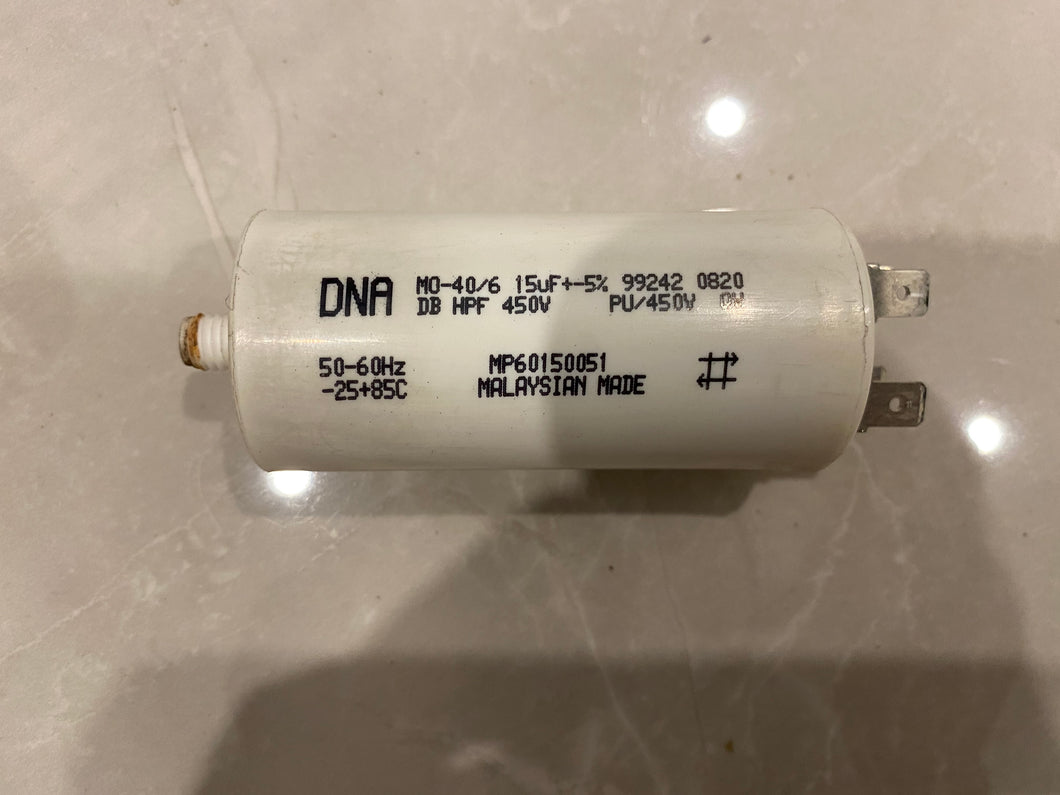 DNA MO-40/6 15uF+-5% 99242 0820
DB HPF 450V PU/450V
50-60Hz MP60150051
-25+85C MALAYSIAN MADE